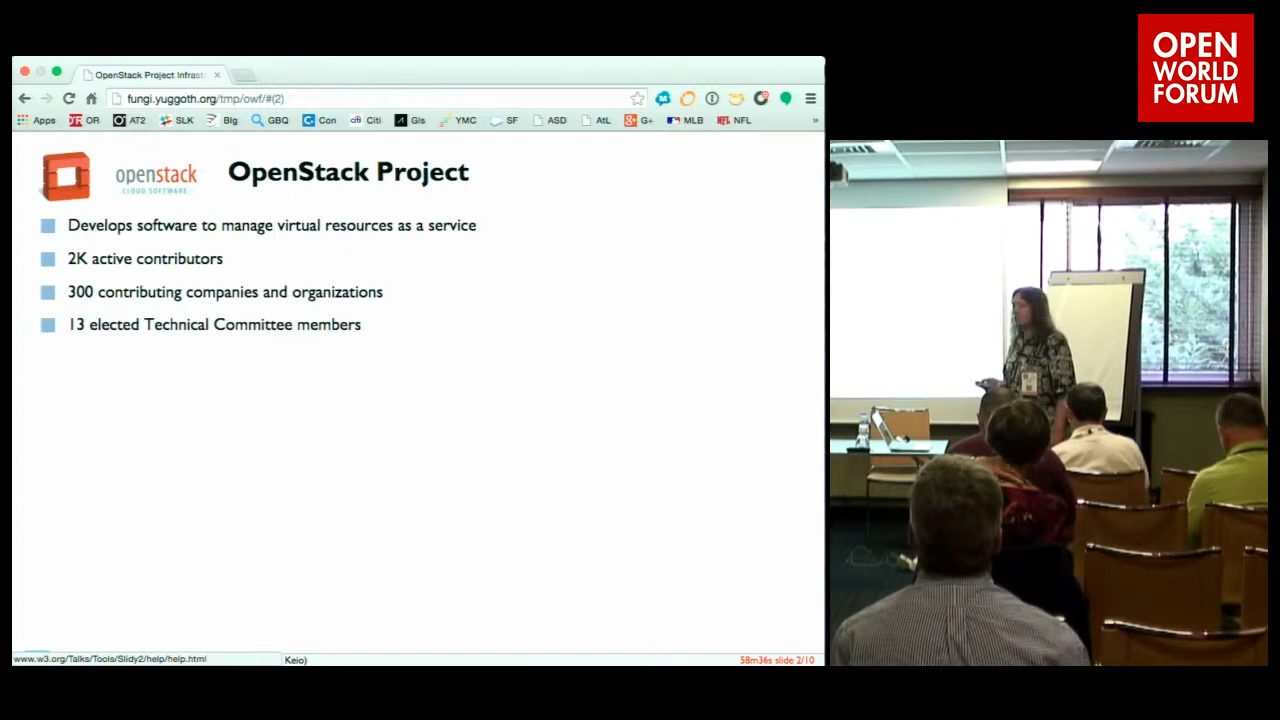 OPEN
WORLD
FORUM
OpenStack Project Infrast
fungi.yuggoth.org/tmp/owf/#(2)
Apps OR AT2 SLK Big GBQ Con Citi Gis YMC SF ASD AtL G+ MLB NFL »
openstack
CLOUD SOFTWARE
OpenStack Project
Develops software to manage virtual resources as a service
2K active contributors
300 contributing companies and organizations
13 elected Technical Committee members
www.w3.org/Talks/Tools/Slidy2/help/help.html Keio)
58m36s slide 2/10